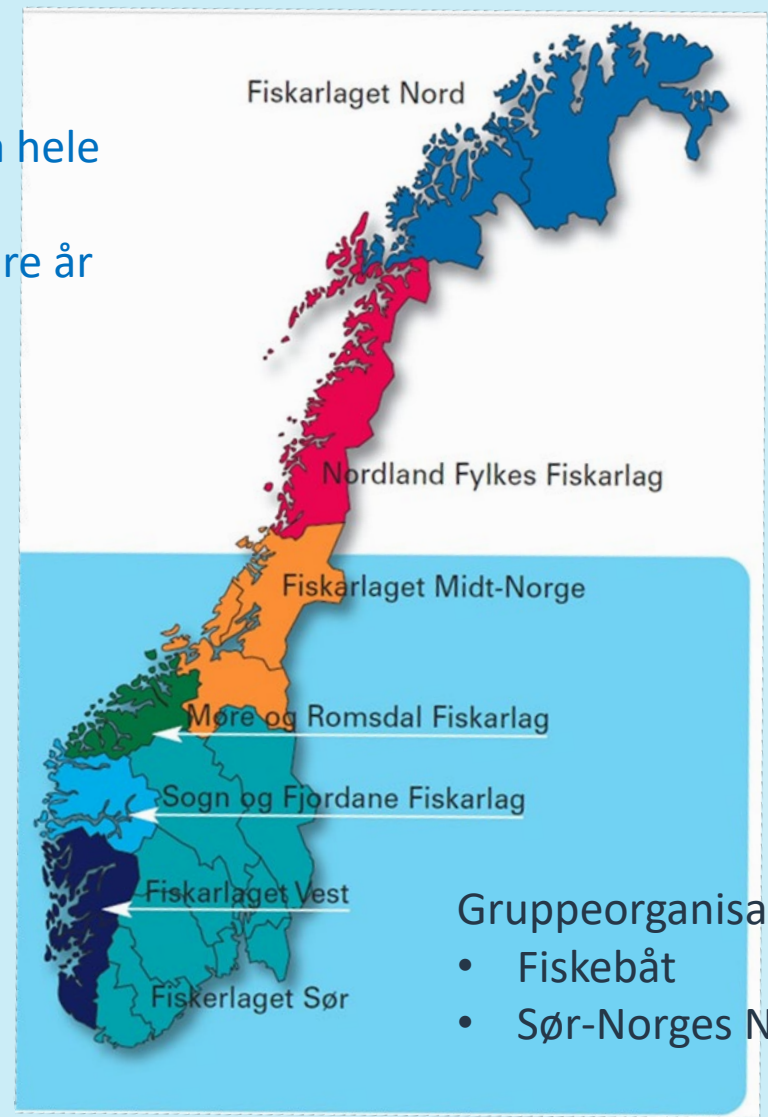 Fiskarlaget Nord
hele
re år
Nordland Fylkes Fiskarlag
Fiskarlaget Midt-Norge
Møre og Romsdal Fiskarlag
Sogn og Fjordane Fiskarlag
Fiskarlaget Vest
Fiskerlaget Sør
Gruppeorganisa
• Fiskebåt
• Sør-Norges N